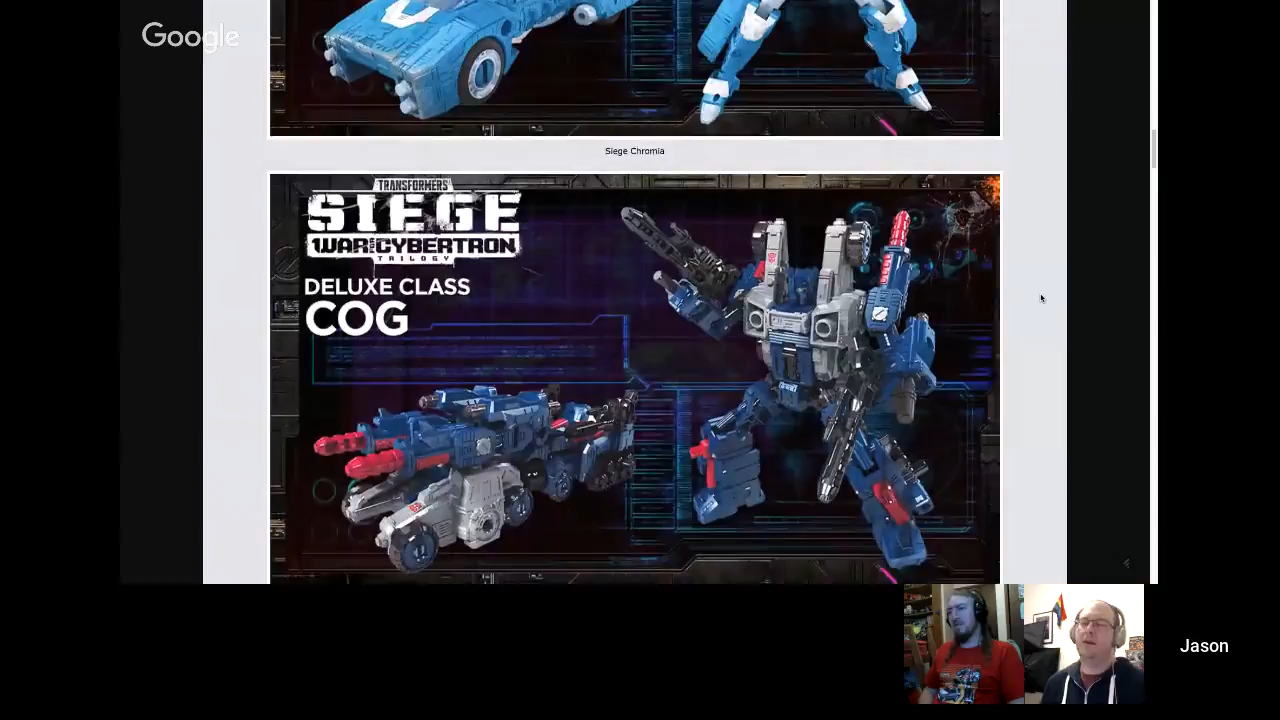 Google
Siege Chromia
TRANSFORMERS
SIEGE
WAR FOR CYBERTRON
TRILOGY
DELUXE CLASS
COG
Jason